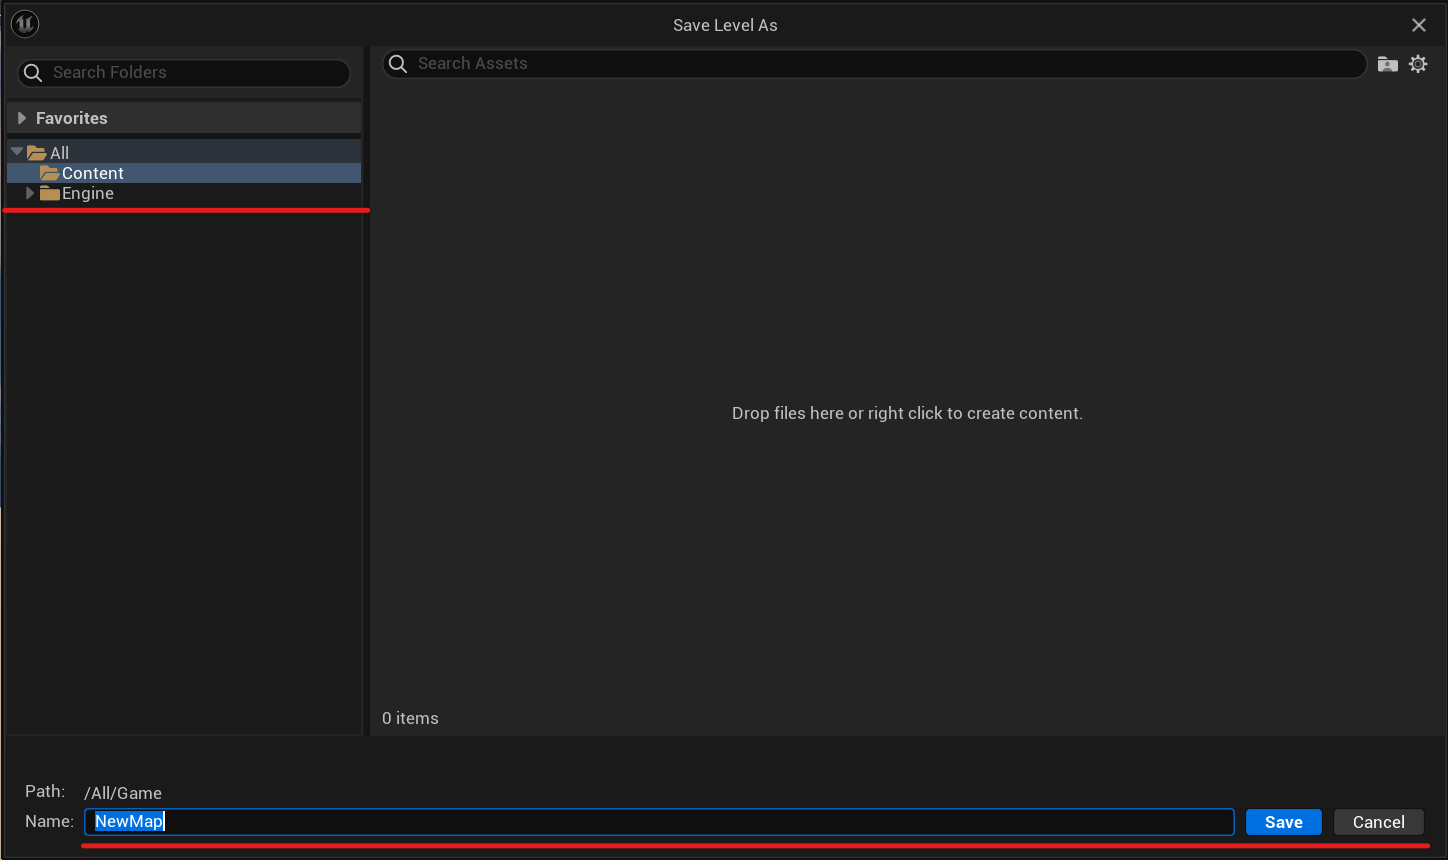 Save Level As
Search Folders
Search Assets
Favorites
All
Content
Engine
Drop files here or right click to create content.
0 items
Path: /All/Game
Name: NewMap
Save
Cancel